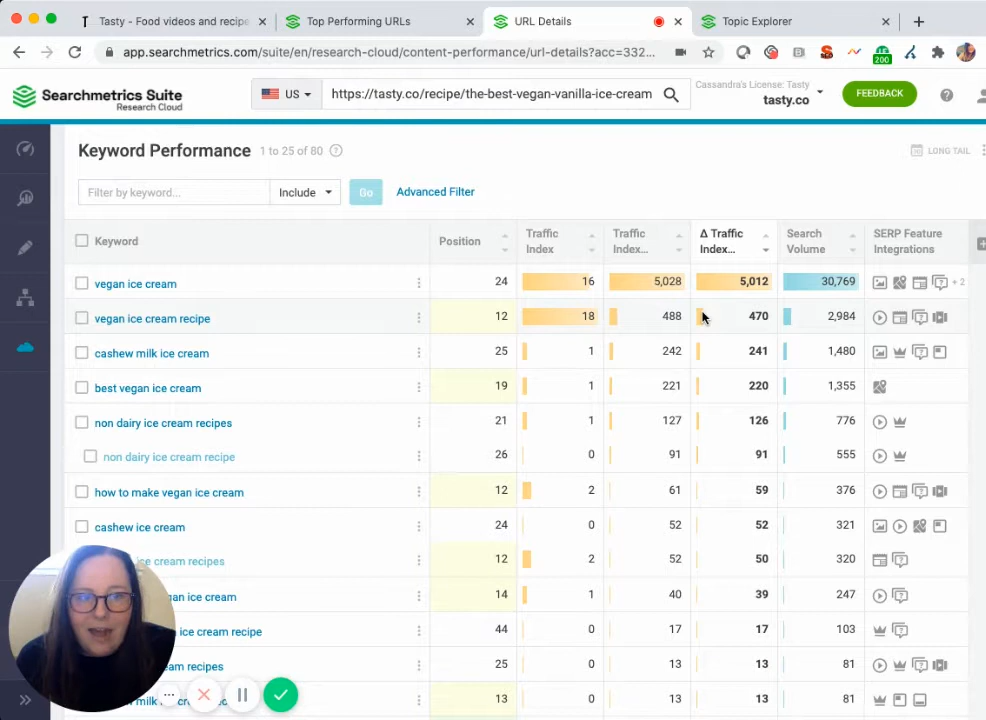 Tasty - Food videos and recipe
Top Performing URLs
URL Details
Topic Explorer
app.searchmetrics.com/suite/en/research-cloud/content-performance/url-details?acc=332...
200
Searchmetrics Suite
Research Cloud
US
https://tasty.co/recipe/the-best-vegan-vanilla-ice-cream
Cassandra's License: Tasty
tasty.co
FEEDBACK
Keyword Performance 1 to 25 of 80
LONG TAIL
Filter by keyword... Include Go Advanced Filter
Keyword Position Traffic Index Traffic Index... Δ Traffic Index... Search Volume SERP Feature Integrations
vegan ice cream 24 16 5,028 5,012 30,769 + 2
vegan ice cream recipe 12 18 488 470 2,984
cashew milk ice cream 25 1 242 241 1,480
best vegan ice cream 19 1 221 220 1,355
non dairy ice cream recipes 21 1 127 126 776
non dairy ice cream recipe 26 0 91 91 555
how to make vegan ice cream 12 2 61 59 376
cashew ice cream 24 0 52 52 321
ice cream recipes 12 2 52 50 320
gan ice cream 14 1 40 39 247
ice cream recipe 44 0 17 17 103
am recipes 25 0 13 13 81
milk ic 13 0 13 13 81